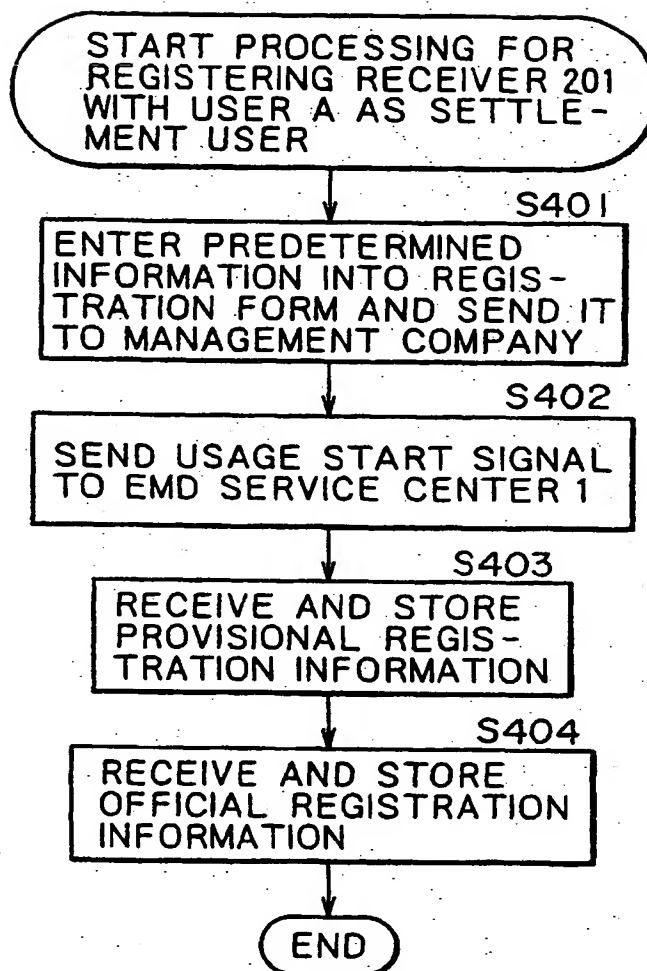 START PROCESSING FOR
REGISTERING RECEIVER 201
WITH USER A AS SETTLE-
MENT USER
S401
ENTER PREDETERMINED
INFORMATION INTO REGIS-
TRATION FORM AND SEND IT
TO MANAGEMENT COMPANY
S402
SEND USAGE START SIGNAL
TO EMD SERVICE CENTER 1
S403
RECEIVE AND STORE
PROVISIONAL REGIS-
TRATION INFORMATION
S404
RECEIVE AND STORE
OFFICIAL REGISTRATION
INFORMATION
END